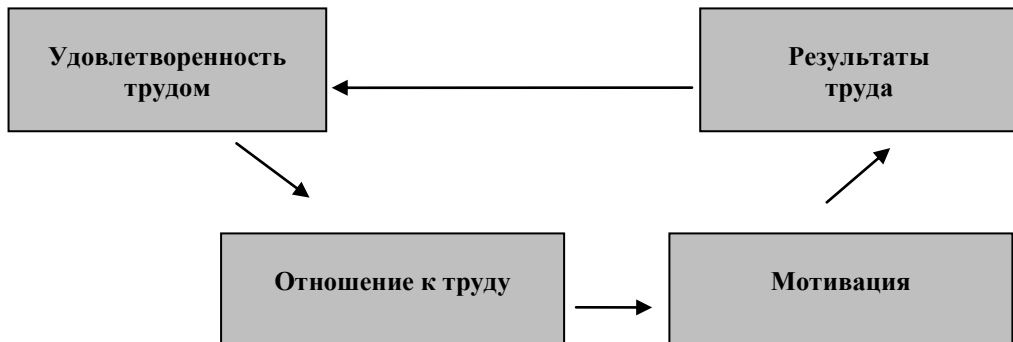 Удовлетворенность
трудом
Результаты
труда
Отношение к труду
Мотивация